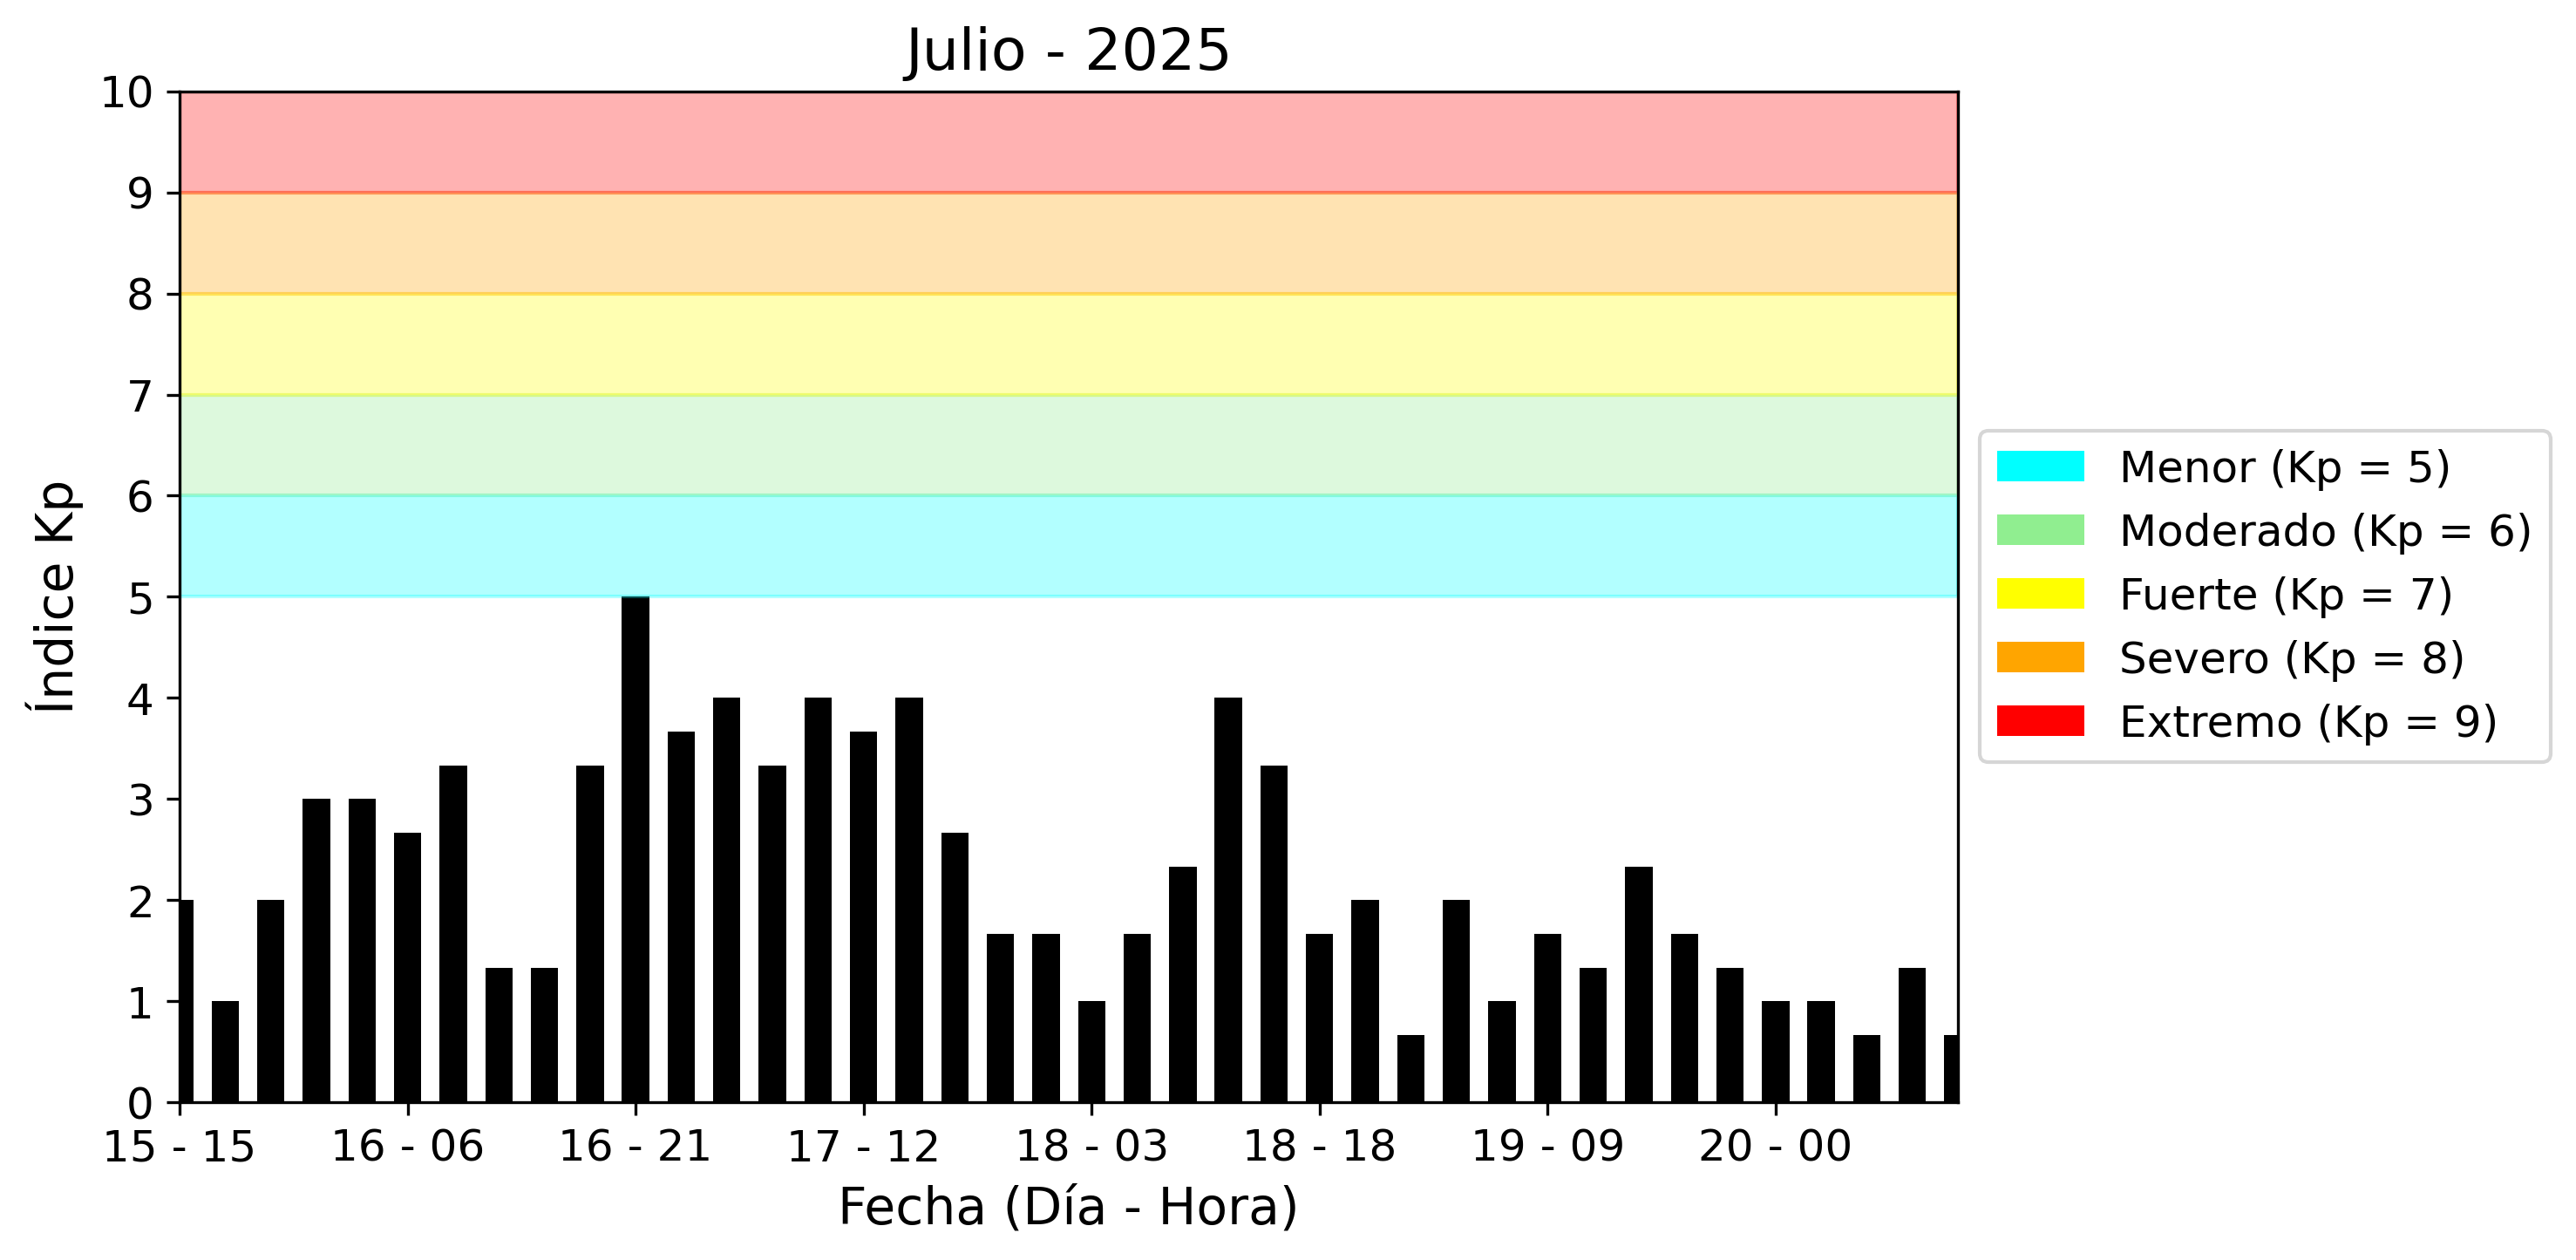 Julio - 2025
10
9
8
7
6
5
4
3
2
1
0
Índice Kp
15 - 15
16 - 06
16 - 21
17 - 12
18 - 03
18 - 18
19 - 09
20 - 00
Fecha (Día - Hora)
Menor (Kp = 5)
Moderado (Kp = 6)
Fuerte (Kp = 7)
Severo (Kp = 8)
Extremo (Kp = 9)